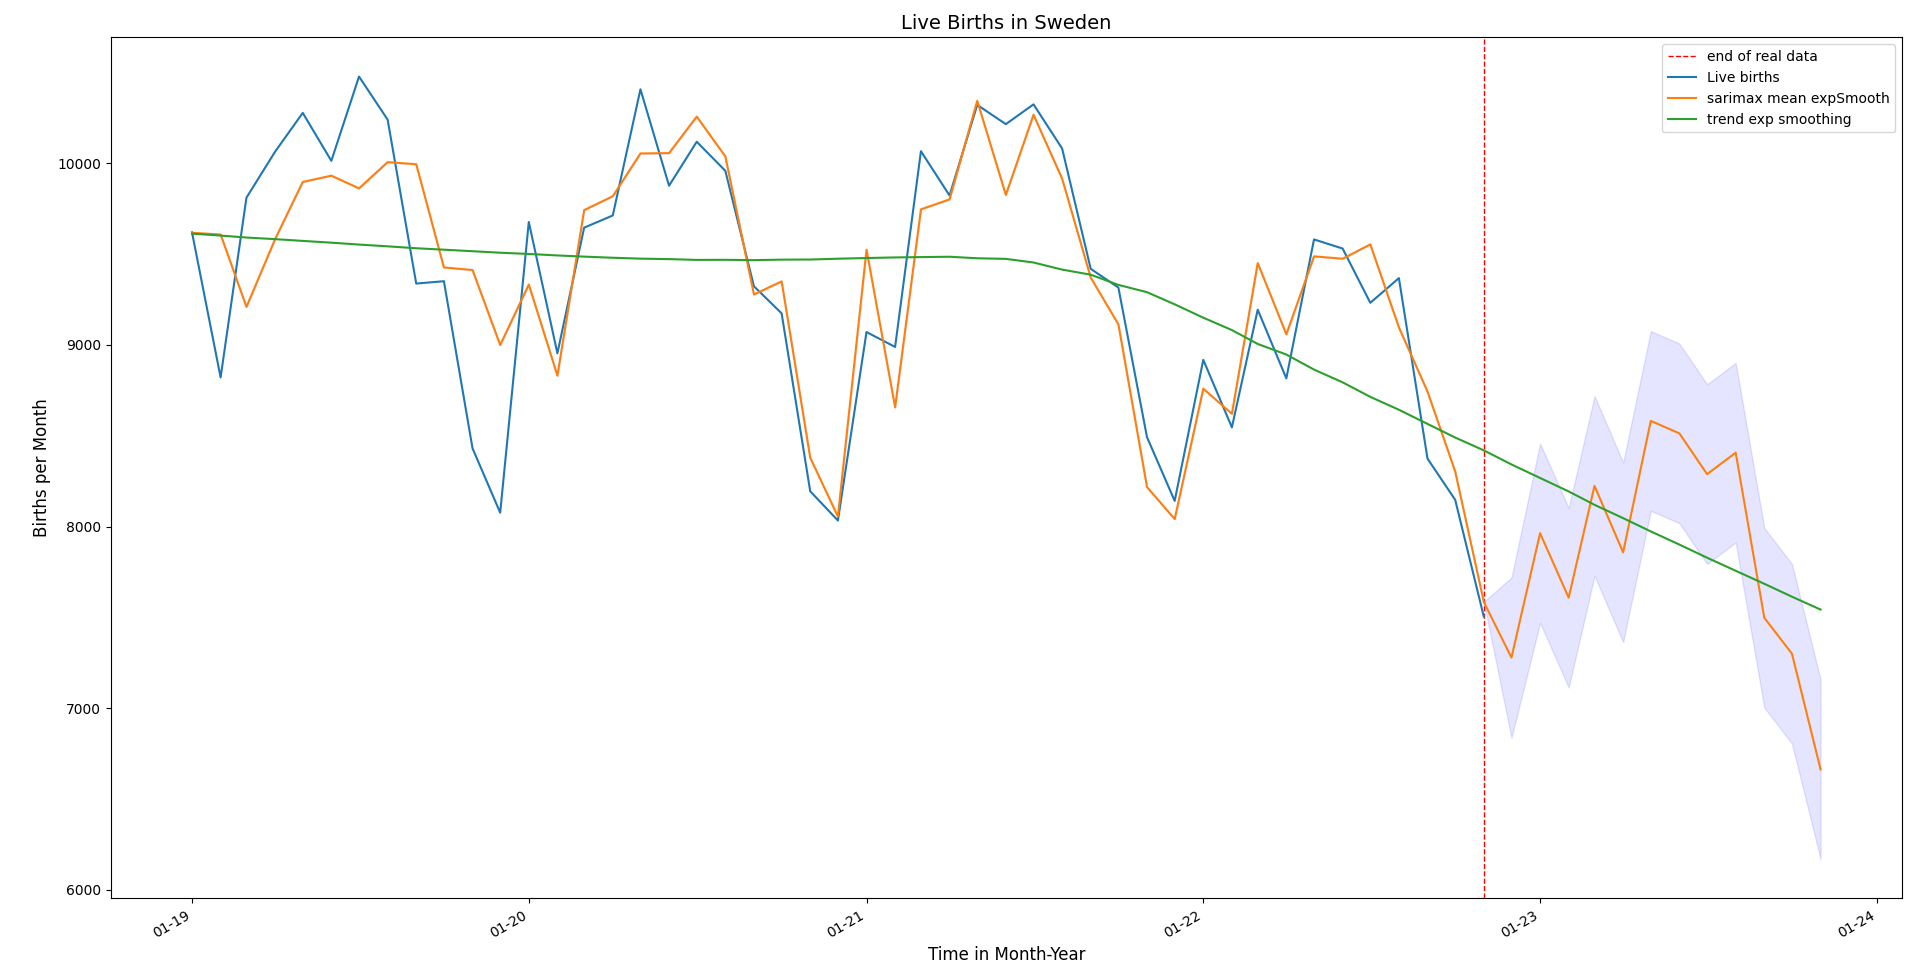 Live Births in Sweden
end of real data
Live births
sarimax mean expSmooth
trend exp smoothing
Births per Month
10000
9000
8000
7000
6000
01-19
01-20
01-21
01-22
01-23
01-24
Time in Month-Year